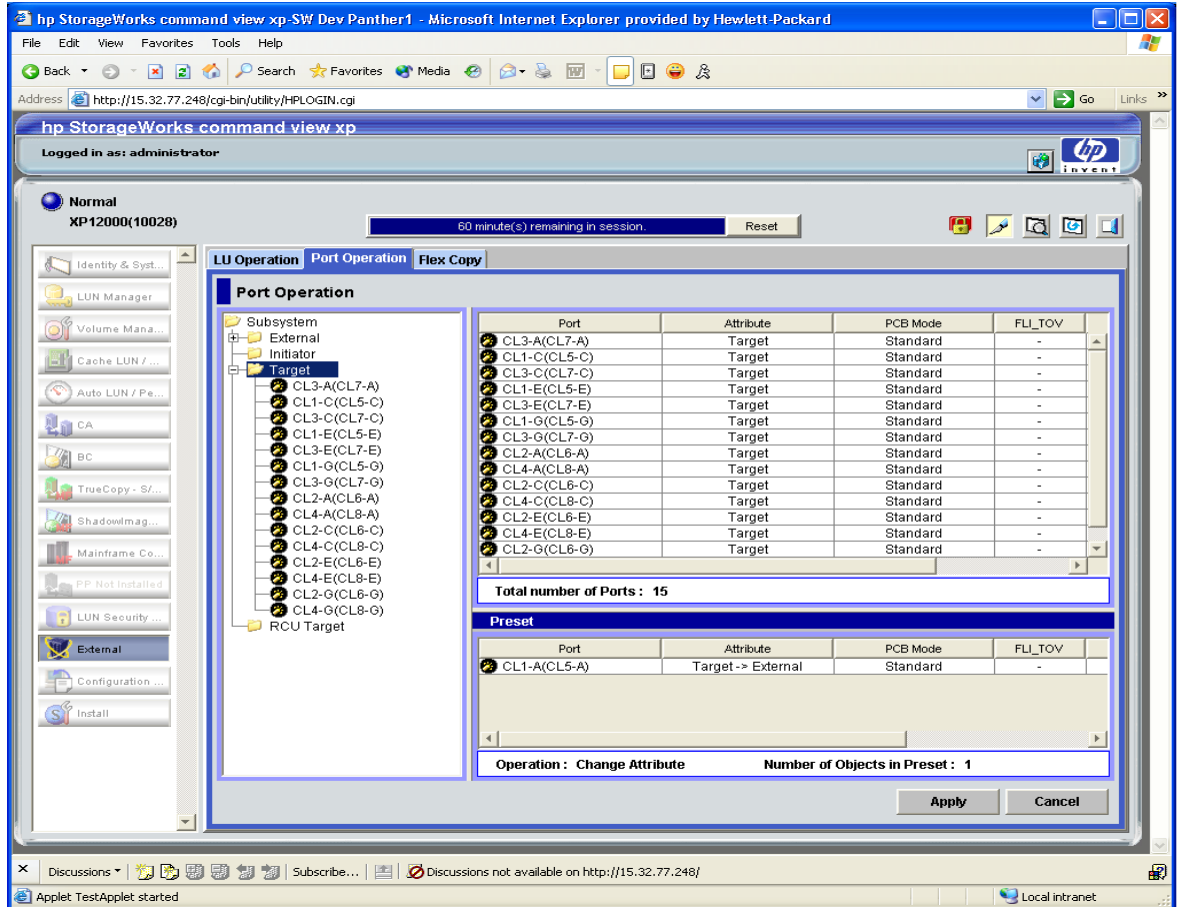 hp StorageWorks command view xp-SW Dev Panther1 - Microsoft Internet Explorer provided by Hewlett-Packard
File Edit View Favorites Tools Help
Back Search Favorites Media
Address http://15.32.77.248/cgi-bin/utility/HPLOGIN.cgi Go Links »
hp StorageWorks command view xp
Logged in as: administrator
hp
invent
Normal
XP12000(10028)
60 minute(s) remaining in session. Reset
Identity & Syst...
LUN Manager
Volume Mana...
Cache LUN / ...
Auto LUN / Pe...
CA
BC
TrueCopy - S/...
ShadowImag...
Mainframe Co...
PP Not Installed
LUN Security ...
External
Configuration ...
Install
LU Operation Port Operation Flex Copy
Port Operation
Subsystem
External
Initiator
Target
CL3-A(CL7-A)
CL1-C(CL5-C)
CL3-C(CL7-C)
CL1-E(CL5-E)
CL3-E(CL7-E)
CL1-G(CL5-G)
CL3-G(CL7-G)
CL2-A(CL6-A)
CL4-A(CL8-A)
CL2-C(CL6-C)
CL4-C(CL8-C)
CL2-E(CL6-E)
CL4-E(CL8-E)
CL2-G(CL6-G)
CL4-G(CL8-G)
RCU Target
Port Attribute PCB Mode FLI_TOV
CL3-A(CL7-A) Target Standard -
CL1-C(CL5-C) Target Standard -
CL3-C(CL7-C) Target Standard -
CL1-E(CL5-E) Target Standard -
CL3-E(CL7-E) Target Standard -
CL1-G(CL5-G) Target Standard -
CL3-G(CL7-G) Target Standard -
CL2-A(CL6-A) Target Standard -
CL4-A(CL8-A) Target Standard -
CL2-C(CL6-C) Target Standard -
CL4-C(CL8-C) Target Standard -
CL2-E(CL6-E) Target Standard -
CL4-E(CL8-E) Target Standard -
CL2-G(CL6-G) Target Standard -
Total number of Ports : 15
Preset
Port Attribute PCB Mode FLI_TOV
CL1-A(CL5-A) Target -> External Standard -
Operation : Change Attribute Number of Objects in Preset : 1
Apply Cancel
Discussions Subscribe... Discussions not available on http://15.32.77.248/
Applet TestApplet started Local intranet